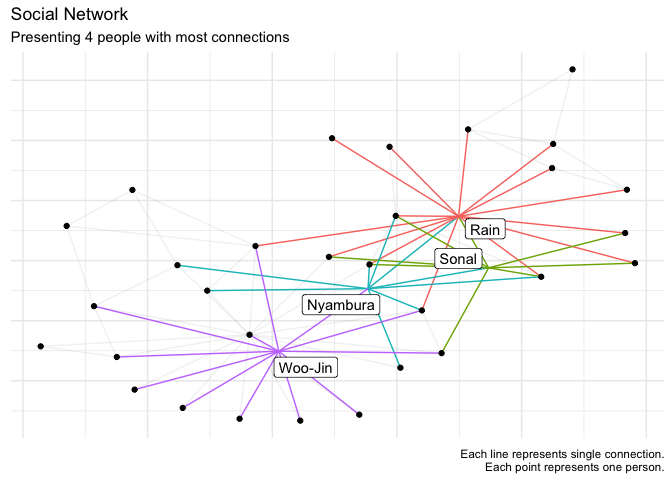 Social Network
Presenting 4 people with most connections
Rain
Sonal
Nyambura
Woo-Jin
Each line represents single connection.
Each point represents one person.